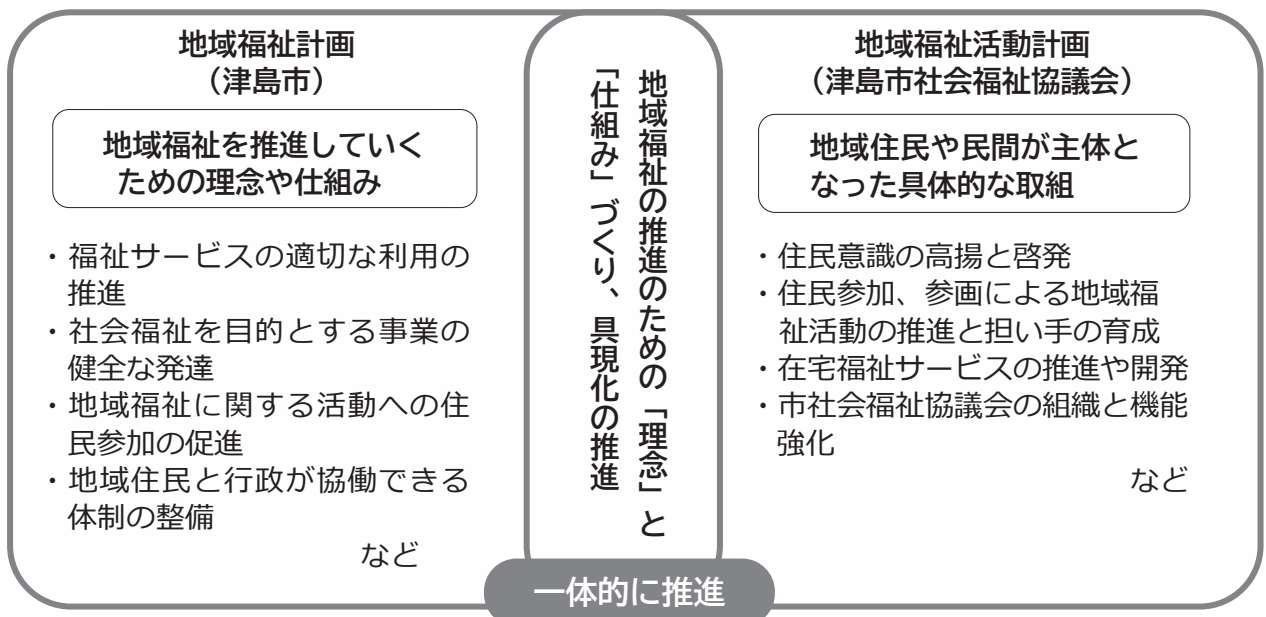 地域福祉計画
（津島市）
地域福祉を推進していく
ための理念や仕組み
・福祉サービスの適切な利用の
推進
・社会福祉を目的とする事業の
健全な発達
・地域福祉に関する活動への住
民参加の促進
・地域住民と行政が協働できる
体制の整備
など
地域福祉の推進のための「理念」と
「仕組み」づくり、具現化の推進
地域福祉活動計画
（津島市社会福祉協議会）
地域住民や民間が主体と
なった具体的な取組
・住民意識の高揚と啓発
・住民参加、参画による地域福
祉活動の推進と担い手の育成
・在宅福祉サービスの推進や開発
・市社会福祉協議会の組織と機能
強化
など
一体的に推進